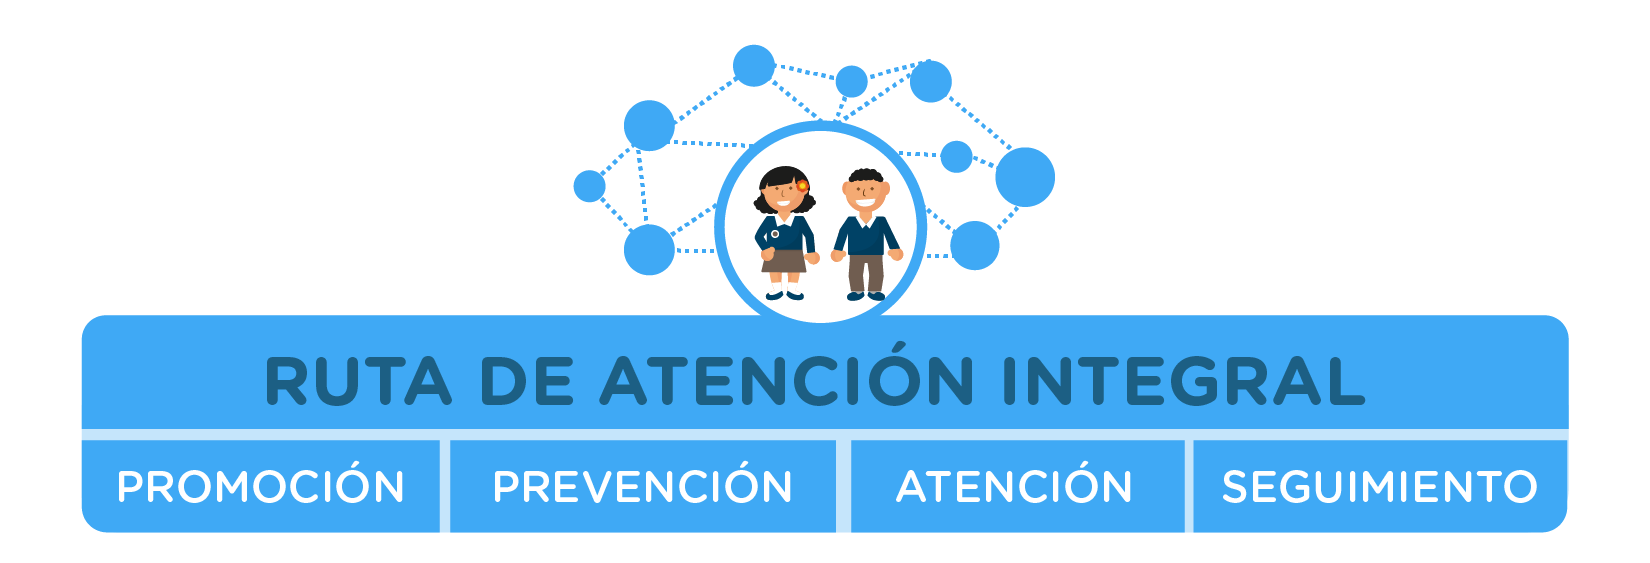 RUTA DE ATENCIÓN INTEGRAL
PROMOCIÓN
PREVENCIÓN
ATENCIÓN
SEGUIMIENTO